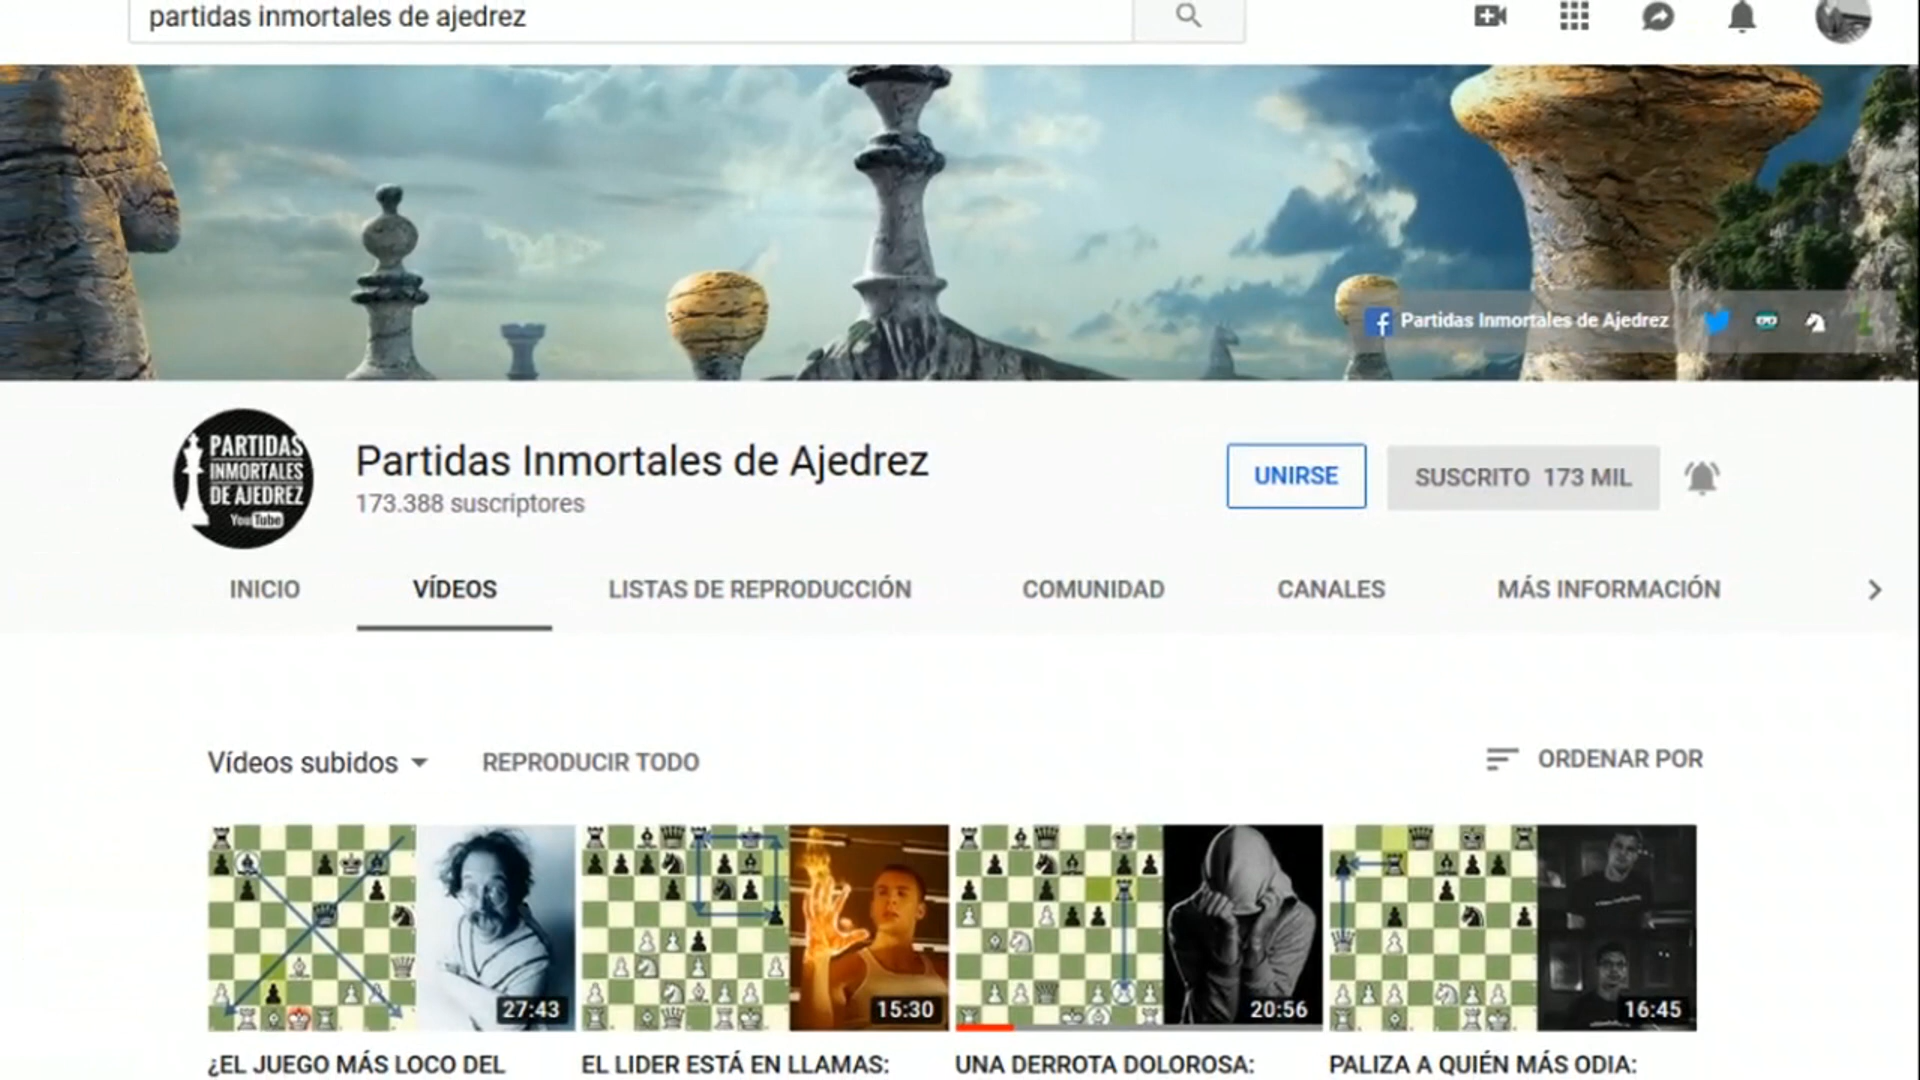 partidas inmortales de ajedrez
Partidas Inmortales de Ajedrez
PARTIDAS
INMORTALES
DE AJEDREZ
YouTube
Partidas Inmortales de Ajedrez
173.388 suscriptores
UNIRSE
SUSCRITO 173 MIL
INICIO
VÍDEOS
LISTAS DE REPRODUCCIÓN
COMUNIDAD
CANALES
MÁS INFORMACIÓN
Vídeos subidos
REPRODUCIR TODO
ORDENAR POR
27:43
15:30
20:56
16:45
¿EL JUEGO MÁS LOCO DEL
EL LIDER ESTÁ EN LLAMAS:
UNA DERROTA DOLOROSA:
PALIZA A QUIÉN MÁS ODIA: